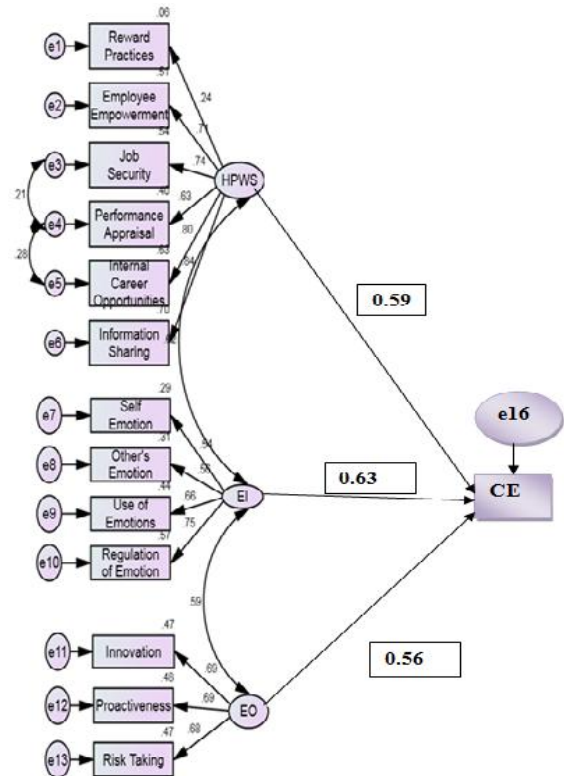 .06
e1
Reward
Practices
.24
.51
e2
Employee
Empowerment
.71
.54
e3
Job
Security
.74
HPWS
.21
e4
Performance
Appraisal
.63
.80
.28
.63
e5
Internal
Career
Opportunities
.84
0.59
.70
e6
Information
Sharing
.29
e7
Self
Emotion
.54
e16
.31
e8
Other's
Emotion
e9
.44
Use of
Emotions
.66
EI
0.63
CE
.75
.57
e10
Regulation
of Emotion
.59
.47
e11
Innovation
.69
0.56
.48
e12
Proactiveness
.69
EO
.47
.68
e13
Risk Taking